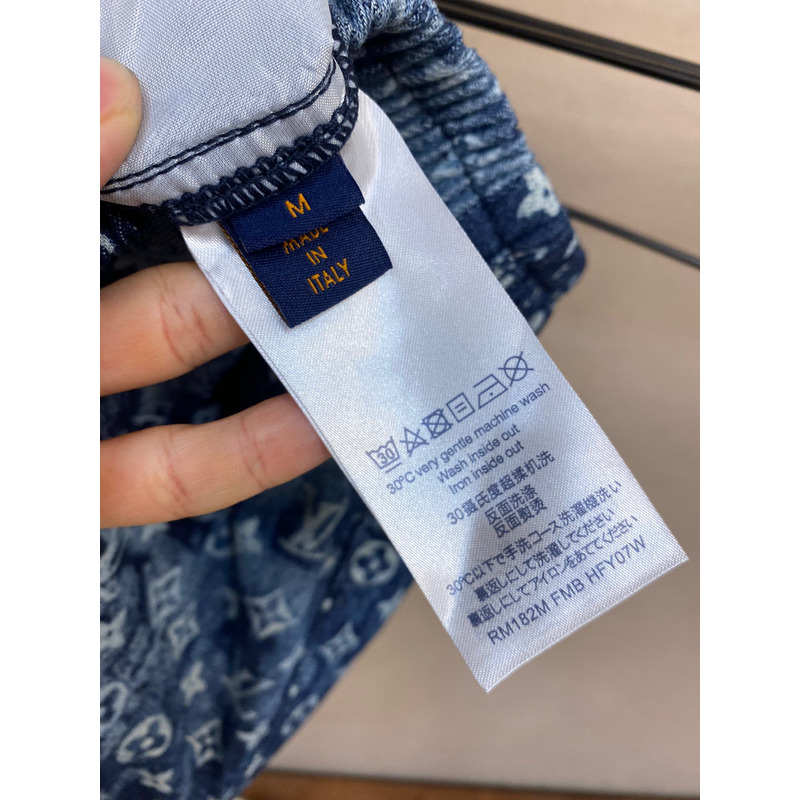 M
MADE
IN
ITALY
30
30°C very gentle machine wash
Wash inside out
Iron inside out
30摄氏度超揉机洗
反面洗涤
反面熨烫
30℃以下で手洗コース洗濯機洗い
裏返しにして洗濯してください
裏返しにしてアイロンをあててください
RM182M FMB HFY07W